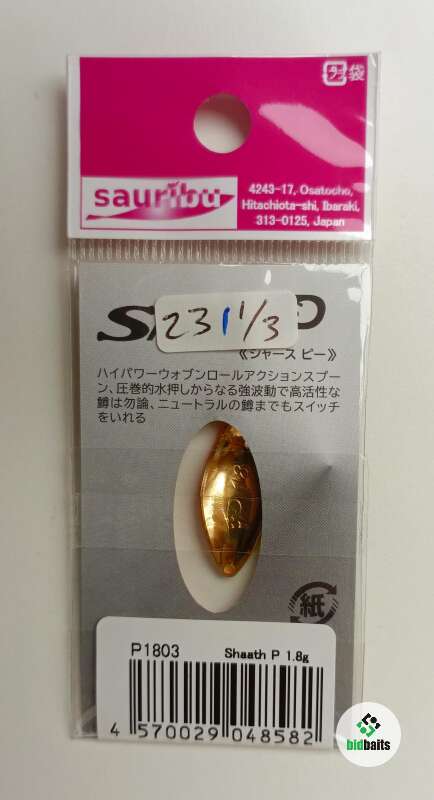 プラ
袋
sauribu
4243-17, Osatocho,
Hitachiota-shi, Ibaraki,
313-0125, Japan
231 1/3
《シャース ピー》
ハイパワーウォブンロールアクションスプー
ン、圧巻的水押しからなる強波動で高活性な
鱒は勿論、ニュートラルの鱒までもスイッチ
をいれる
紙
P1803 Shaath P 1.8g
4 570029 048582
bidbaits